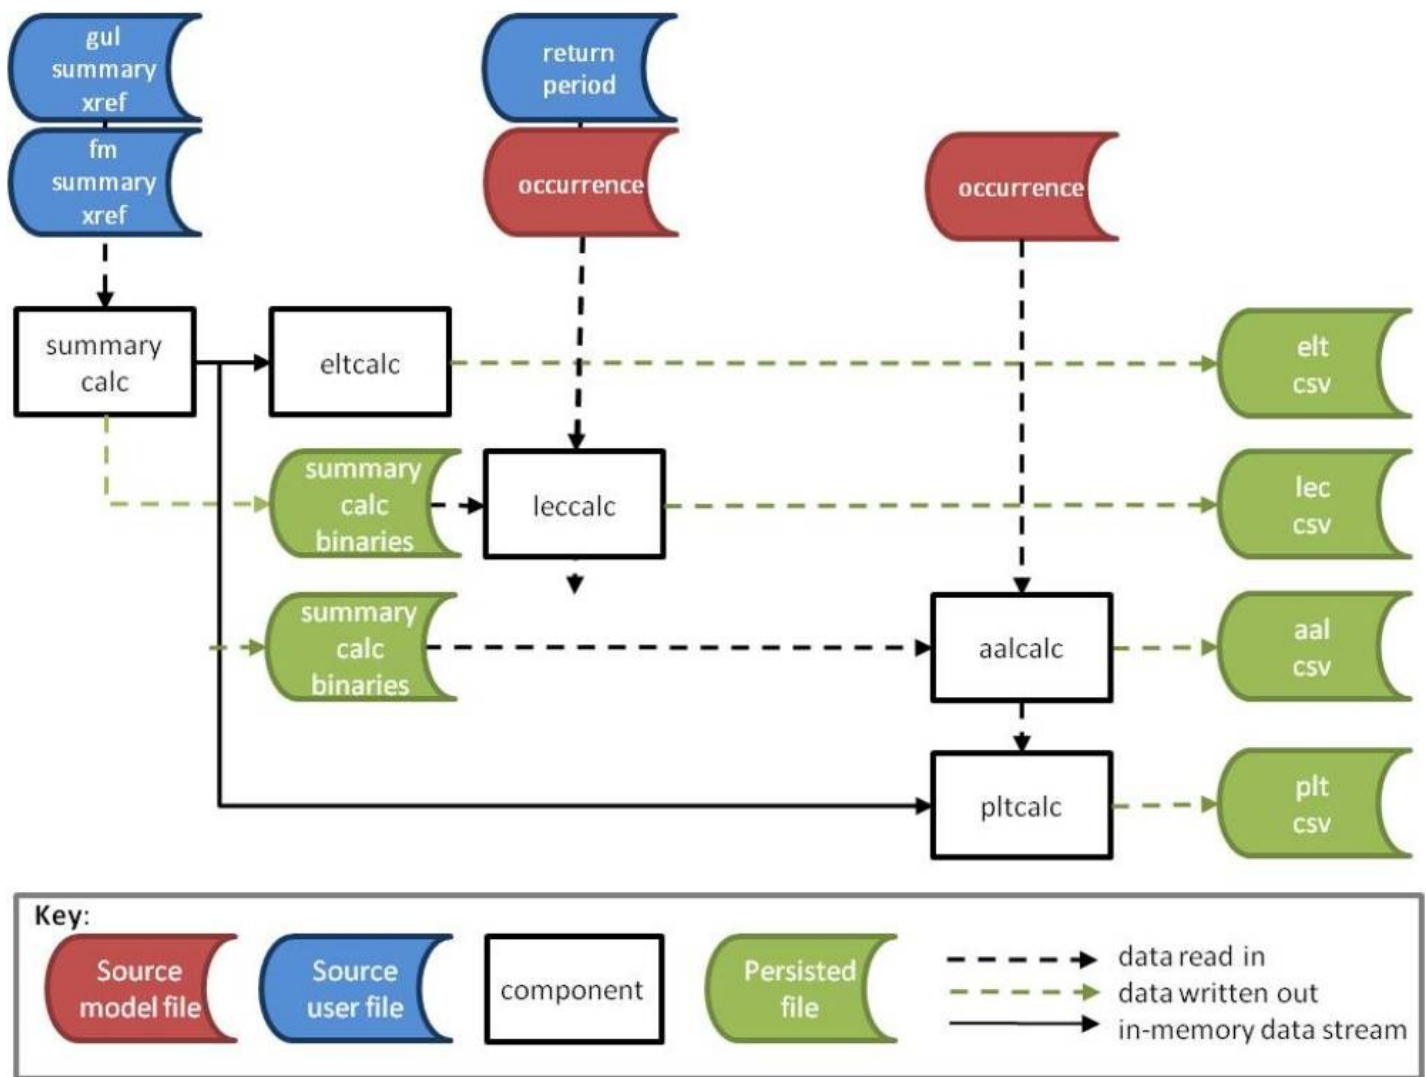 gul
summary
xref
fm
summary
xref
return
period
occurrence
occurrence
summary
calc
eltcalc
elt
csv
summary
calc
binaries
leccalc
lec
csv
summary
calc
binaries
aalcalc
aal
csv
pltcalc
plt
csv
Key:
Source
model file
Source
user file
component
Persisted
file
data read in
data written out
in-memory data stream